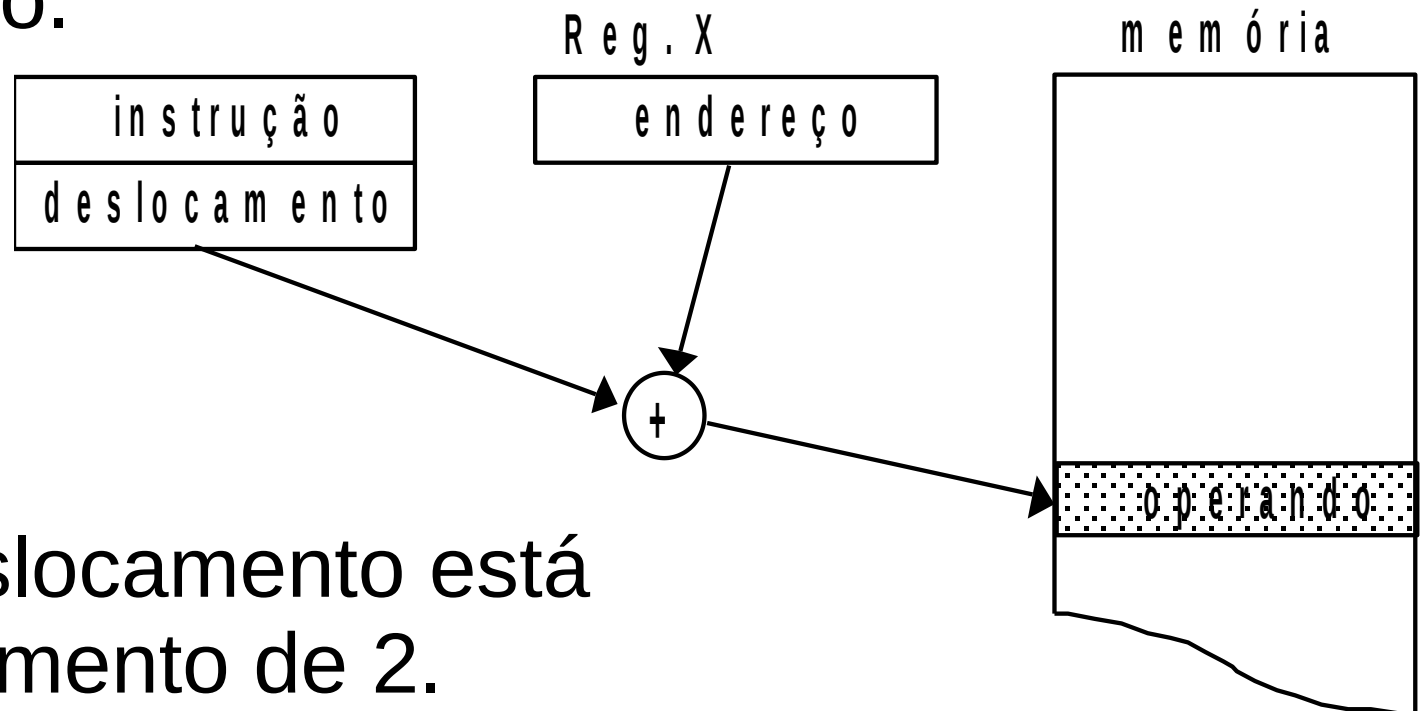 o.
Reg. X
memória
instrução
endereço
deslocamento
+
operando
slocamento está
mento de 2.